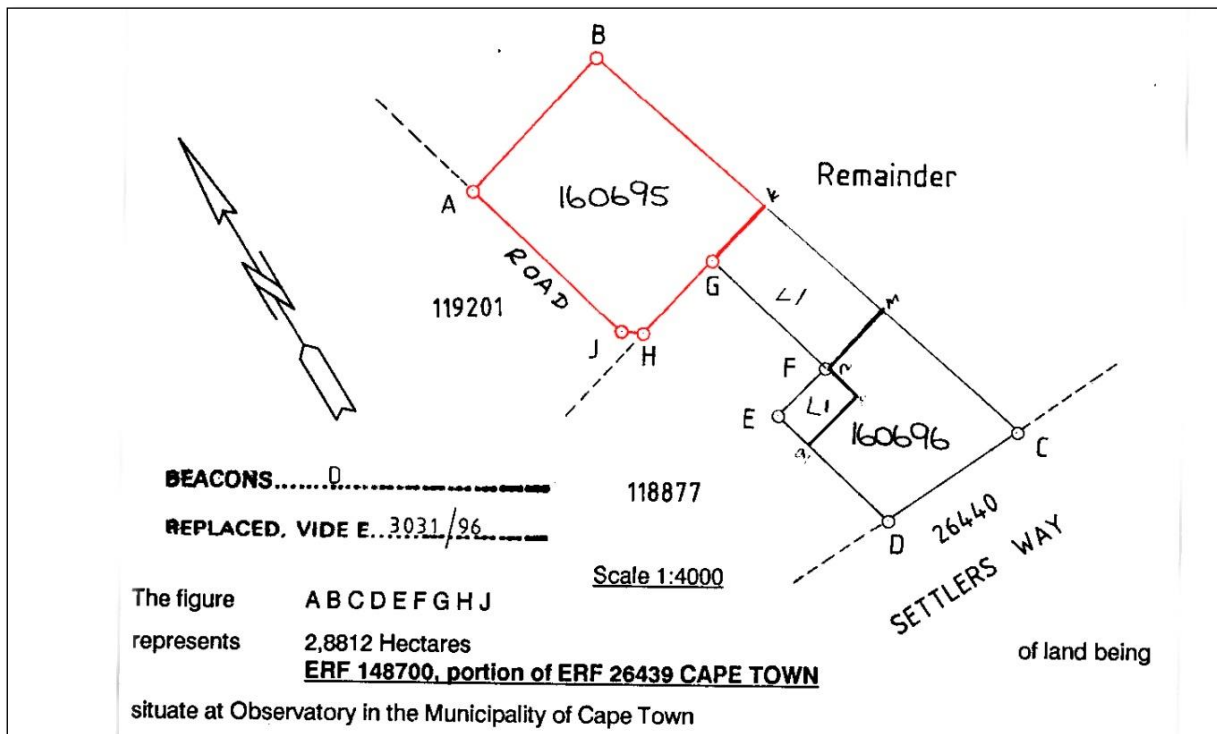 B
Remainder
K
A
160695
ROAD
G
L1
119201
M
J
H
F
E
L1
160696
C
BEACONS D
118877
D
26440
REPLACED, VIDE E. 3031/96
SETTLERS WAY
Scale 1:4000
The figure A B C D E F G H J
represents 2,8812 Hectares of land being
ERF 148700, portion of ERF 26439 CAPE TOWN
situate at Observatory in the Municipality of Cape Town